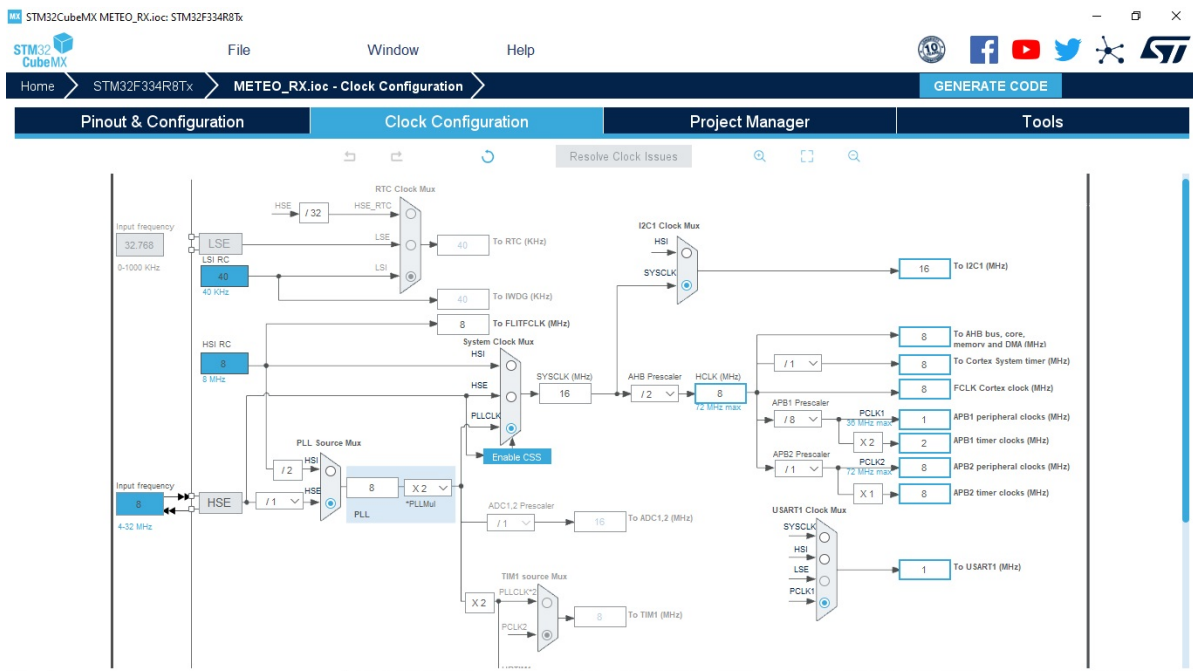 MX STM32CubeMX METEO_RX.ioc: STM32F334R8Tx
STM32
CubeMX
File
Window
Help
10
Home
STM32F334R8Tx
METEO_RX.ioc - Clock Configuration
GENERATE CODE
Pinout & Configuration
Clock Configuration
Project Manager
Tools
Resolve Clock Issues
RTC Clock Mux
HSE
/ 32
HSE_RTC
Input frequency
32.768
0-1000 KHz
LSE
LSE
40
To RTC (KHz)
LSI RC
40
40 KHz
LSI
40
To IWDG (KHz)
I2C1 Clock Mux
HSI
SYSCLK
16
To I2C1 (MHz)
8
To FLITFCLK (MHz)
HSI RC
8
8 MHz
System Clock Mux
HSI
HSE
PLLCLK
Enable CSS
SYSCLK (MHz)
16
AHB Prescaler
/ 2
HCLK (MHz)
8
72 MHz max
8
To AHB bus, core,
memory and DMA (MHz)
/ 1
8
To Cortex System timer (MHz)
8
FCLK Cortex clock (MHz)
APB1 Prescaler
/ 8
PCLK1
36 MHz max
1
APB1 peripheral clocks (MHz)
X 2
2
APB1 timer clocks (MHz)
APB2 Prescaler
/ 1
PCLK2
72 MHz max
8
APB2 peripheral clocks (MHz)
X 1
8
APB2 timer clocks (MHz)
PLL Source Mux
/ 2
HSI
Input frequency
8
4-32 MHz
HSE
/ 1
HSE
8
X 2
*PLLMul
PLL
ADC1,2 Prescaler
/ 1
16
To ADC1,2 (MHz)
USART1 Clock Mux
SYSCLK
HSI
LSE
PCLK1
1
To USART1 (MHz)
TIM1 source Mux
X 2
PLLCLK*2
PCLK2
8
To TIM1 (MHz)